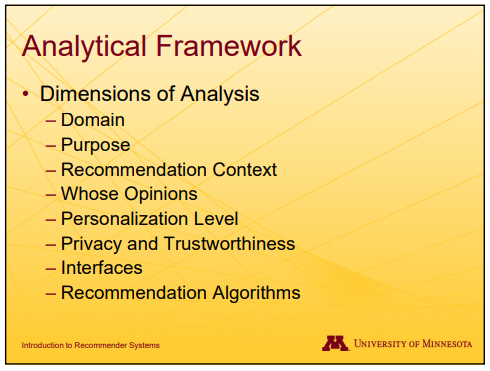 Analytical Framework
• Dimensions of Analysis
– Domain
– Purpose
– Recommendation Context
– Whose Opinions
– Personalization Level
– Privacy and Trustworthiness
– Interfaces
– Recommendation Algorithms
Introduction to Recommender Systems
M UNIVERSITY OF MINNESOTA